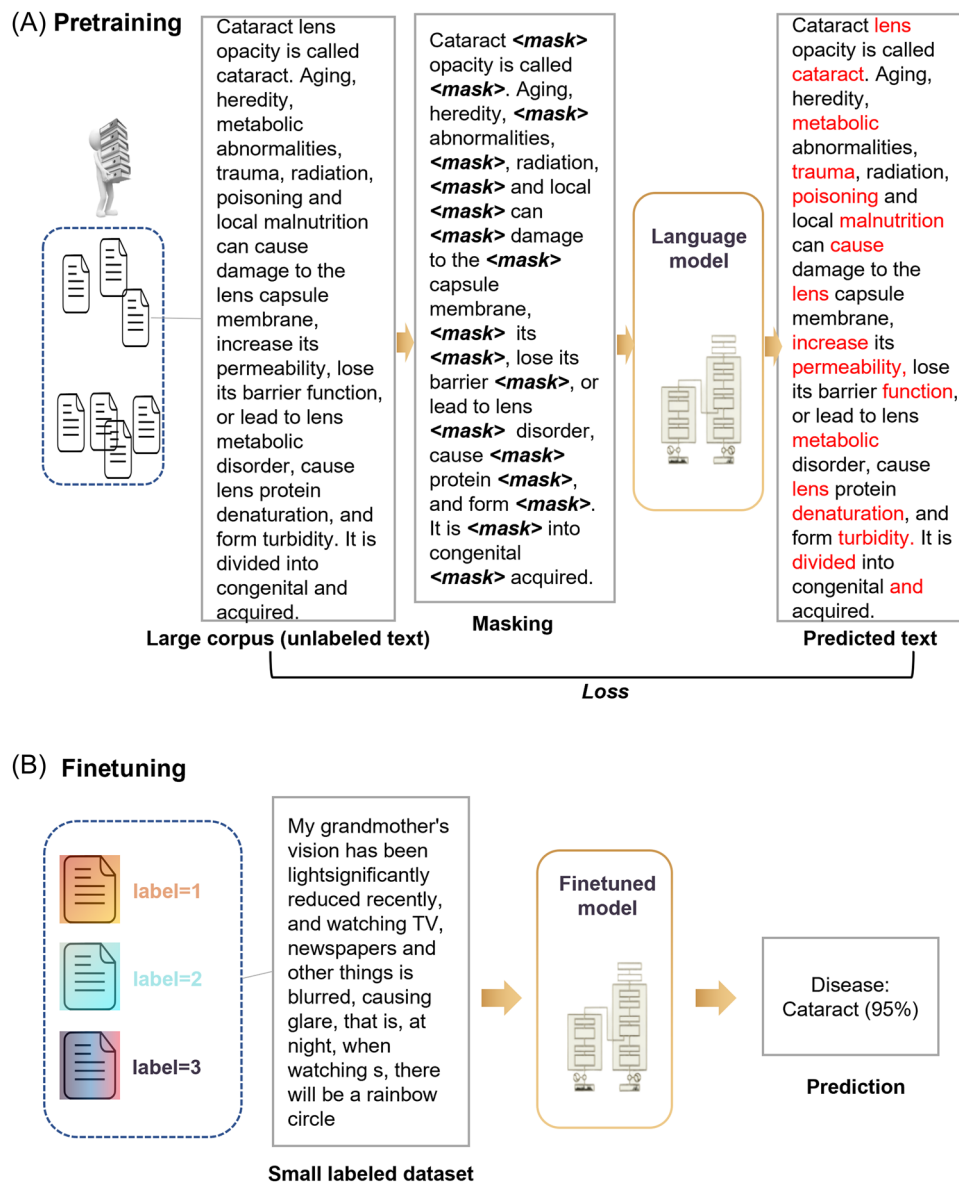 (A) Pretraining
Cataract lens
opacity is called
cataract. Aging,
heredity,
metabolic
abnormalities,
trauma, radiation,
poisoning and
local malnutrition
can cause
damage to the
lens capsule
membrane,
increase its
permeability, lose
its barrier function,
or lead to lens
metabolic
disorder, cause
lens protein
denaturation, and
form turbidity. It is
divided into
congenital and
acquired.
Large corpus (unlabeled text)
Cataract <mask>
opacity is called
<mask>. Aging,
heredity, <mask>
abnormalities,
<mask>, radiation,
<mask> and local
<mask> can
<mask> damage
to the <mask>
capsule
membrane,
<mask> its
<mask>, lose its
barrier <mask>, or
lead to lens
<mask> disorder,
cause <mask>
protein <mask>,
and form <mask>.
It is <mask> into
congenital
<mask> acquired.
Masking
Language
model
Cataract lens
opacity is called
cataract. Aging,
heredity,
metabolic
abnormalities,
trauma, radiation,
poisoning and
local malnutrition
can cause
damage to the
lens capsule
membrane,
increase its
permeability, lose
its barrier function,
or lead to lens
metabolic
disorder, cause
lens protein
denaturation, and
form turbidity. It is
divided into
congenital and
acquired.
Predicted text
Loss
(B) Finetuning
label=1
label=2
label=3
My grandmother's
vision has been
lightsignificantly
reduced recently,
and watching TV,
newspapers and
other things is
blurred, causing
glare, that is, at
night, when
watching s, there
will be a rainbow
circle
Small labeled dataset
Finetuned
model
Disease:
Cataract (95%)
Prediction